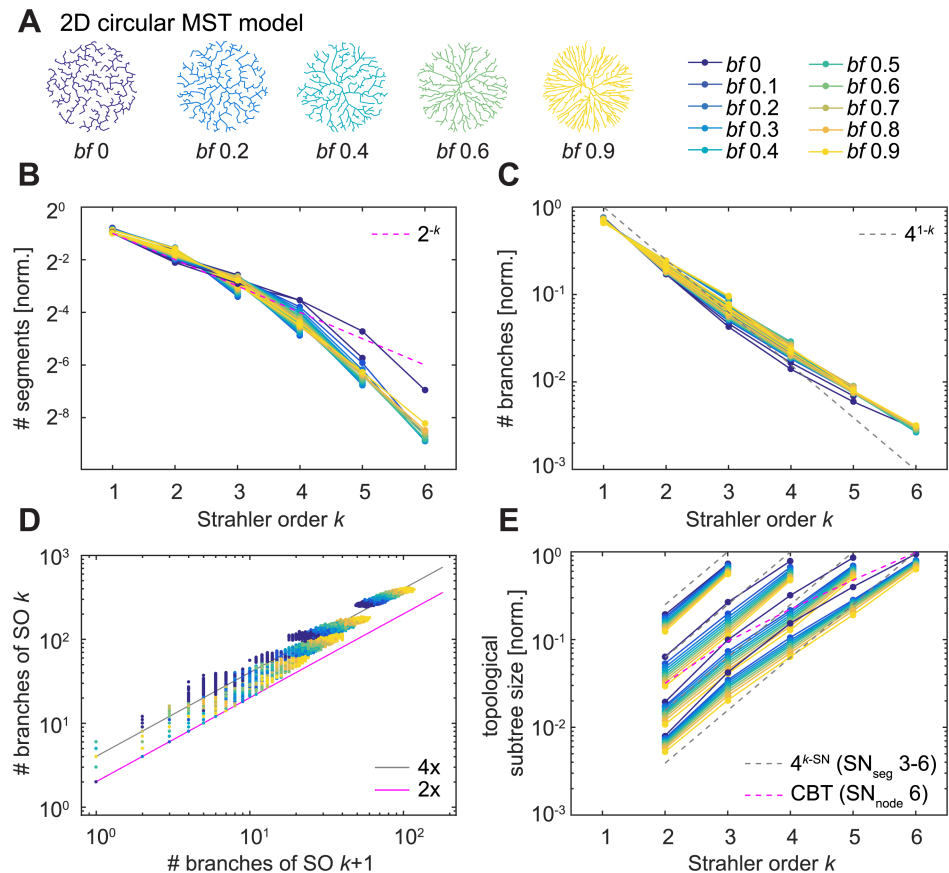 A 2D circular MST model
bf 0
bf 0.2
bf 0.4
bf 0.6
bf 0.9
bf 0
bf 0.1
bf 0.2
bf 0.3
bf 0.4
bf 0.5
bf 0.6
bf 0.7
bf 0.8
bf 0.9
B
# segments [norm.]
2^0
2^-2
2^-4
2^-6
2^-8
2^-k
1 2 3 4 5 6
Strahler order k
C
# branches [norm.]
10^0
10^-1
10^-2
10^-3
4^1-k
1 2 3 4 5 6
Strahler order k
D
# branches of SO k
10^3
10^2
10^1
10^0
4x
2x
10^0 10^1 10^2
# branches of SO k+1
E
topological
subtree size [norm.]
10^0
10^-1
10^-2
10^-3
4^k-SN (SN_seg 3-6)
CBT (SN_node 6)
1 2 3 4 5 6
Strahler order k